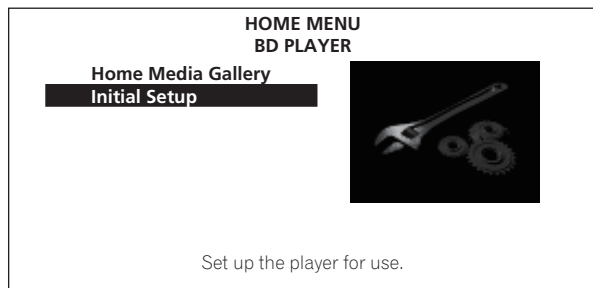 HOME MENU
BD PLAYER
Home Media Gallery
Initial Setup
Set up the player for use.